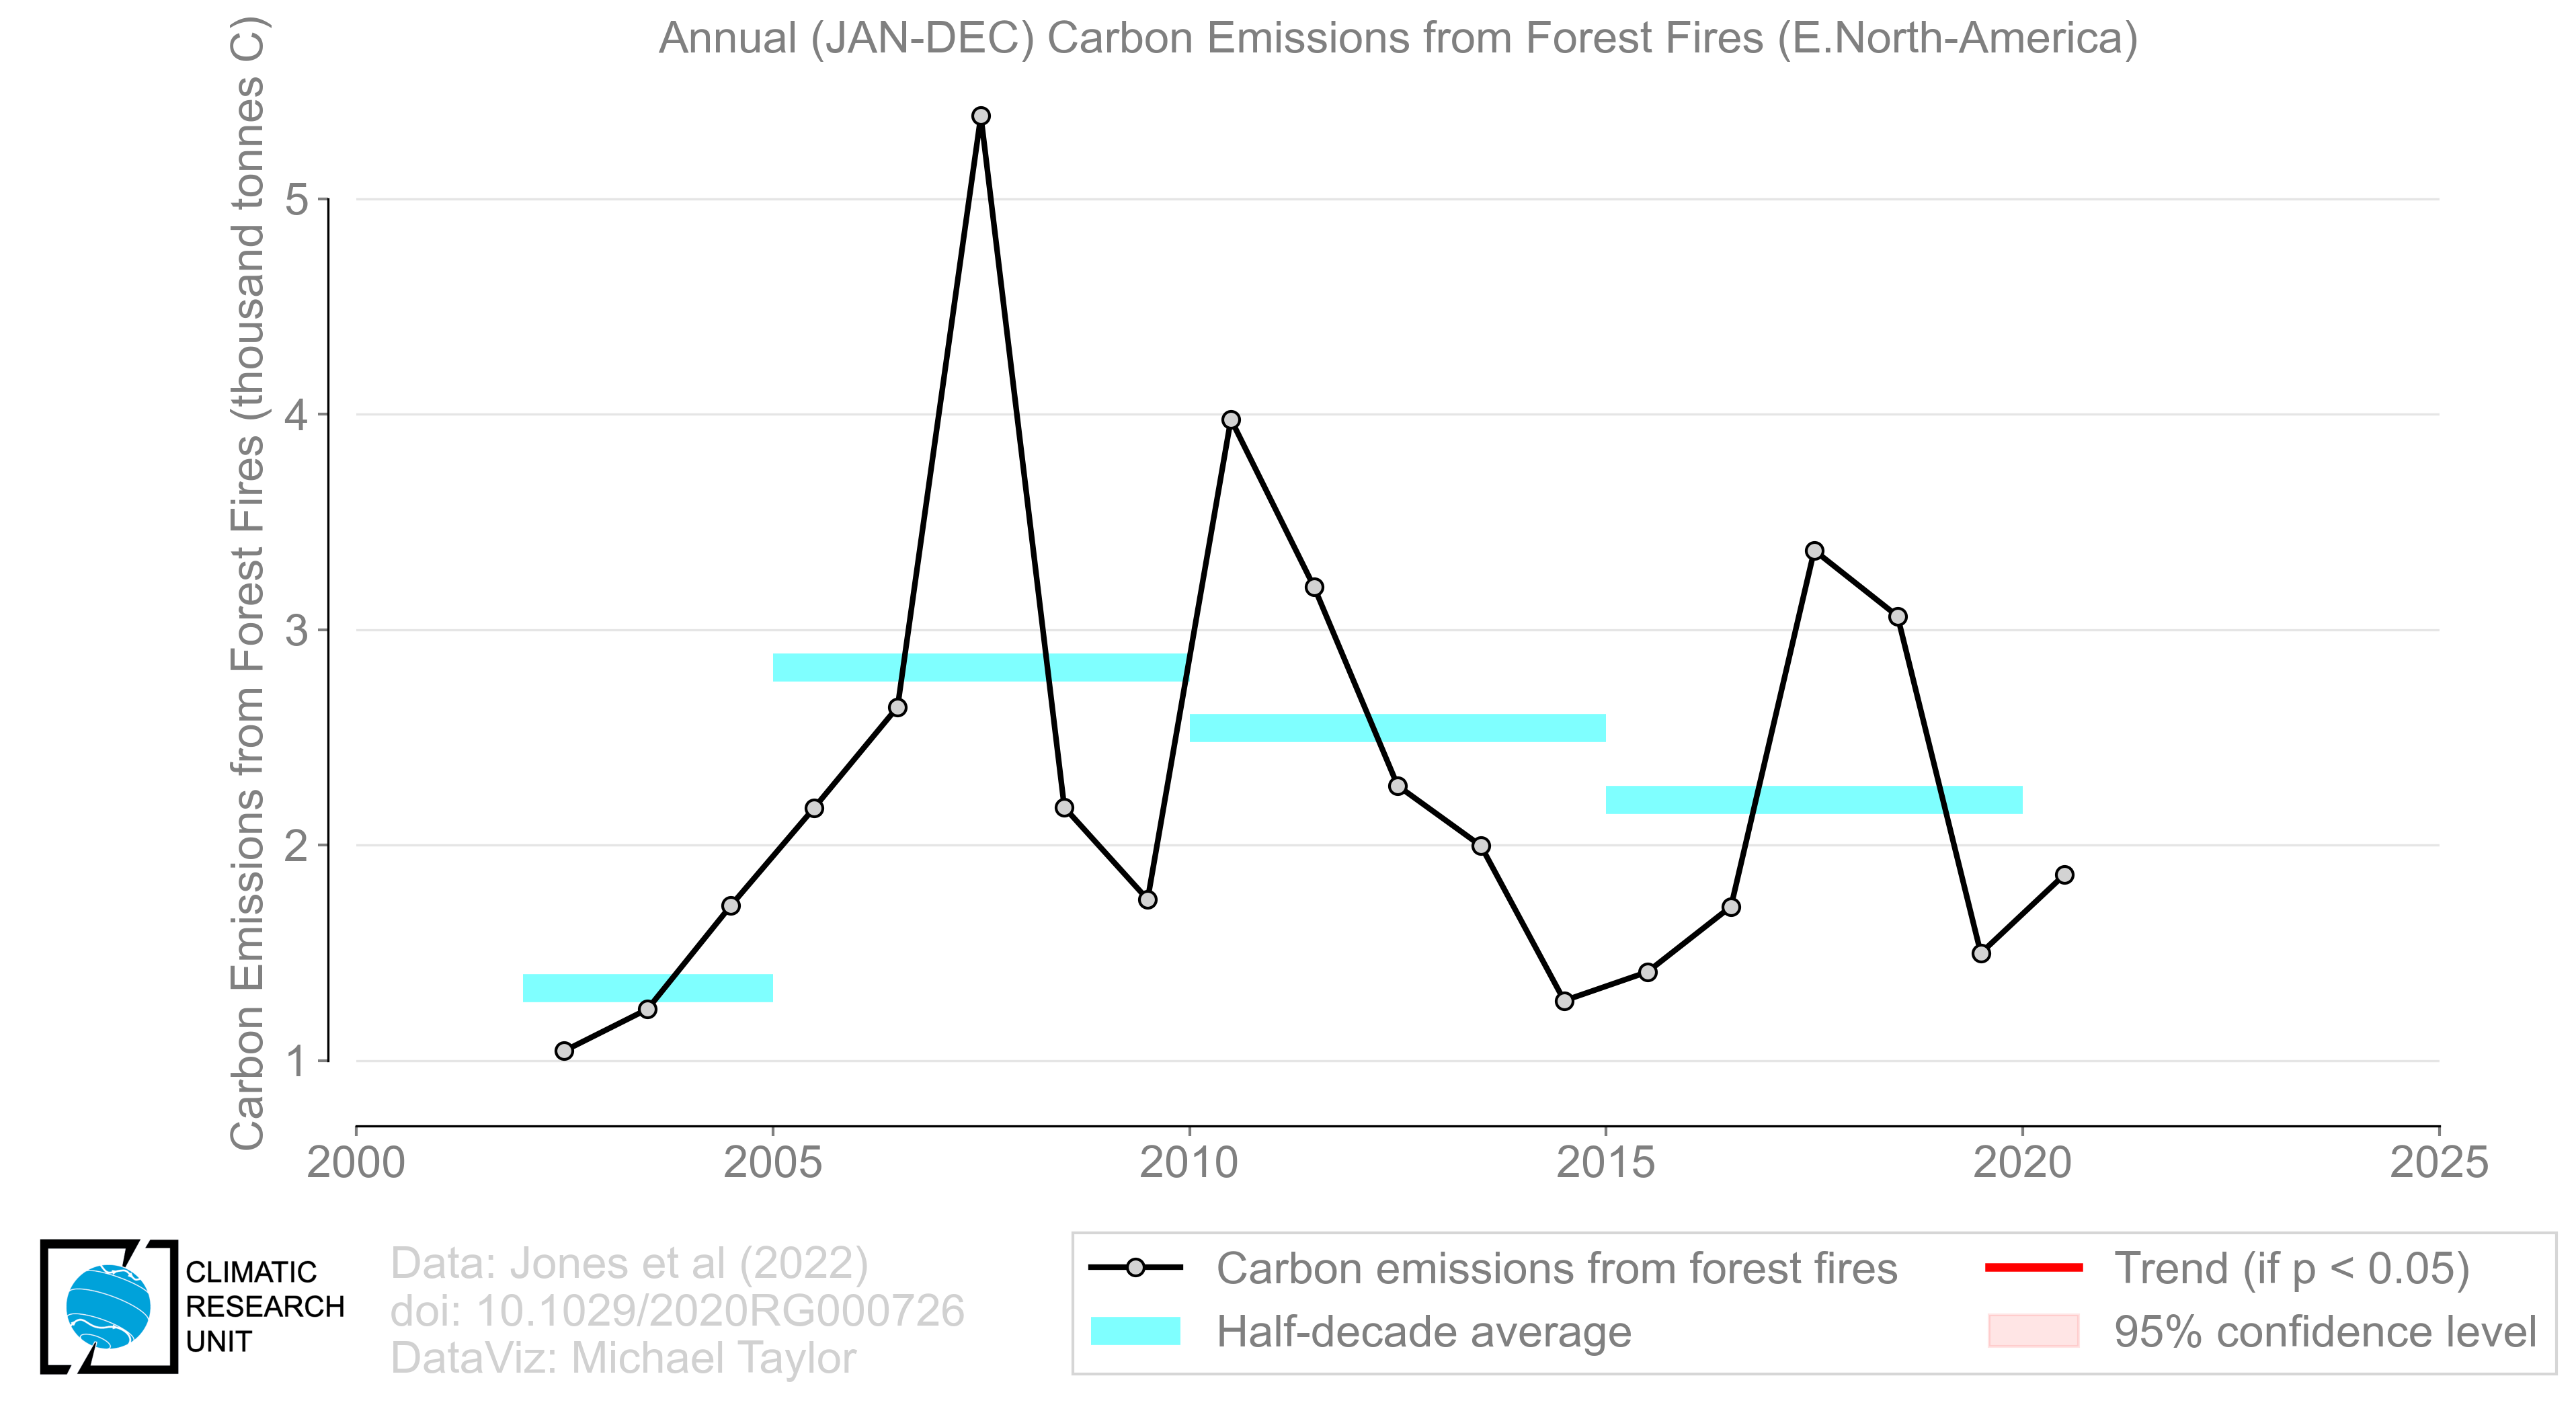 Annual (JAN-DEC) Carbon Emissions from Forest Fires (E.North-America)
Carbon Emissions from Forest Fires (thousand tonnes C)
5
4
3
2
1
2000 2005 2010 2015 2020 2025
CLIMATIC
RESEARCH
UNIT
Data: Jones et al (2022)
doi: 10.1029/2020RG000726
DataViz: Michael Taylor
Carbon emissions from forest fires
Half-decade average
Trend (if p < 0.05)
95% confidence level